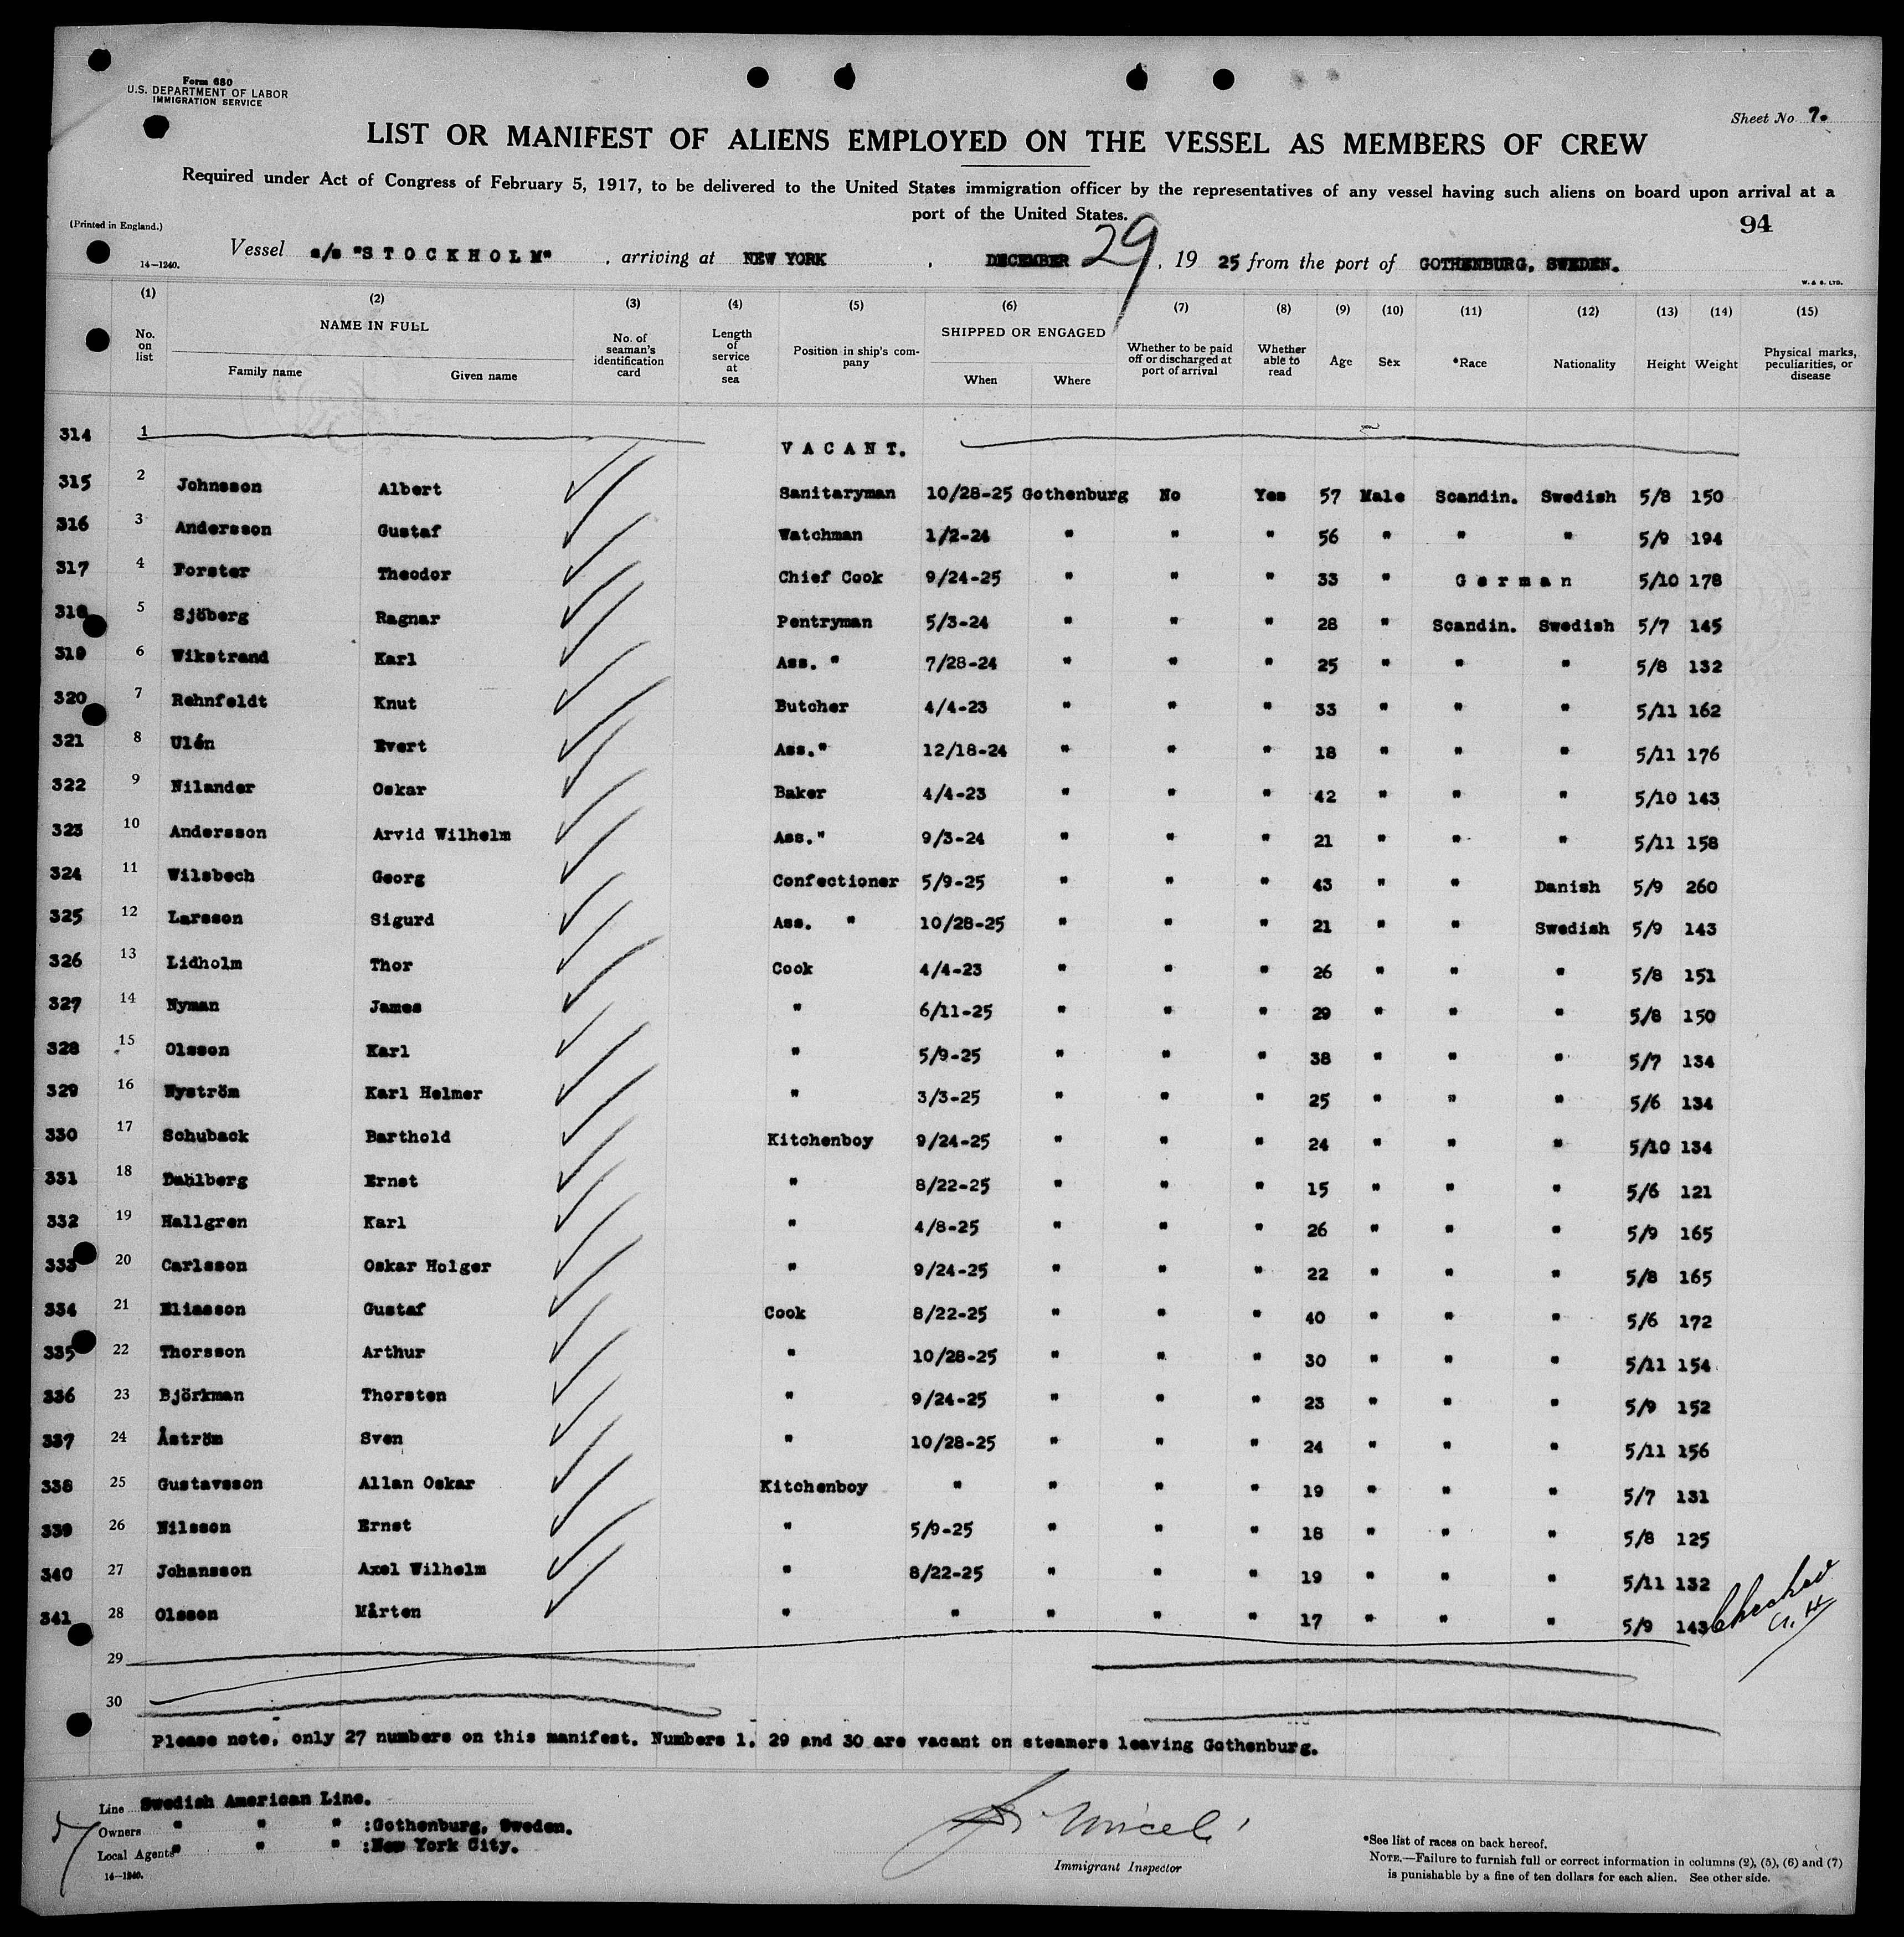 Form 680
U.S. DEPARTMENT OF LABOR
IMMIGRATION SERVICE
Sheet No 7.
LIST OR MANIFEST OF ALIENS EMPLOYED ON THE VESSEL AS MEMBERS OF CREW
Required under Act of Congress of February 5, 1917, to be delivered to the United States immigration officer by the representatives of any vessel having such aliens on board upon arrival at a
port of the United States.
94
(Printed in England.)
14—1240.
Vessel s/s "STOCKHOLM" , arriving at NEW YORK , DECEMBER 29, 19 25 from the port of GOTHENBURG, SWEDEN.
W. & S. LTD.
(1) (2) (3) (4) (5) (6) (7) (8) (9) (10) (11) (12) (13) (14) (15)
No. on list NAME IN FULL Family name Given name No. of seaman's identification card Length of service at sea Position in ship's company SHIPPED OR ENGAGED When Where Whether to be paid off or discharged at port of arrival Whether able to read Age Sex *Race Nationality Height Weight Physical marks, peculiarities, or disease
314 1 VACANT.
315 2 Johnsson Albert Sanitaryman 10/28-25 Gothenburg No Yes 57 Male Scandin. Swedish 5/8 150
316 3 Andersson Gustaf Watchman 1/2-24 " " " 56 " " " 5/9 194
317 4 Forster Theodor Chief Cook 9/24-25 " " " 33 " German 5/10 178
318 5 Sjöberg Ragnar Pentryman 5/3-24 " " " 28 " Scandin. Swedish 5/7 145
319 6 Wikstrand Karl Ass. " 7/28-24 " " " 25 " " " 5/8 132
320 7 Rehnfeldt Knut Butcher 4/4-23 " " " 33 " " " 5/11 162
321 8 Ulén Evert Ass." 12/18-24 " " " 18 " " " 5/11 176
322 9 Nilander Oskar Baker 4/4-23 " " " 42 " " " 5/10 143
323 10 Andersson Arvid Wilhelm Ass." 9/3-24 " " " 21 " " " 5/11 158
324 11 Wilsbech Georg Confectioner 5/9-25 " " " 43 " " Danish 5/9 260
325 12 Larsson Sigurd Ass. " 10/28-25 " " " 21 " " Swedish 5/9 143
326 13 Lidholm Thor Cook 4/4-23 " " " 26 " " " 5/8 151
327 14 Nyman James " 6/11-25 " " " 29 " " " 5/8 150
328 15 Olsson Karl " 5/9-25 " " " 38 " " " 5/7 134
329 16 Nyström Karl Helmer " 3/3-25 " " " 25 " " " 5/6 134
330 17 Schuback Barthold Kitchenboy 9/24-25 " " " 24 " " " 5/10 134
331 18 Dahlberg Ernst " 8/22-25 " " " 15 " " " 5/6 121
332 19 Hallgren Karl " 4/8-25 " " " 26 " " " 5/9 165
333 20 Carlsson Oskar Holger " 9/24-25 " " " 22 " " " 5/8 165
334 21 Eliasson Gustaf Cook 8/22-25 " " " 40 " " " 5/6 172
335 22 Thorsson Arthur " 10/28-25 " " " 30 " " " 5/11 154
336 23 Björkman Thorsten " 9/24-25 " " " 23 " " " 5/9 152
337 24 Åström Sven " 10/28-25 " " " 24 " " " 5/11 156
338 25 Gustavsson Allan Oskar Kitchenboy " " " " 19 " " " 5/7 131
339 26 Nilsson Ernst " 5/9-25 " " " 18 " " " 5/8 125
340 27 Johansson Axel Wilhelm " 8/22-25 " " " 19 " " " 5/11 132
341 28 Olsson Mårten " " " " " 17 " " " 5/9 143
Checked
29
30
Please note, only 27 numbers on this manifest. Numbers 1, 29 and 30 are vacant on steamers leaving Gothenburg.
Line Swedish American Line.
Owners " " " :Gothenburg, Sweden.
Local Agents " " " :New York City.
14—1240.
Immigrant Inspector
*See list of races on back hereof.
NOTE.—Failure to furnish full or correct information in columns (2), (5), (6) and (7)
is punishable by a fine of ten dollars for each alien. See other side.